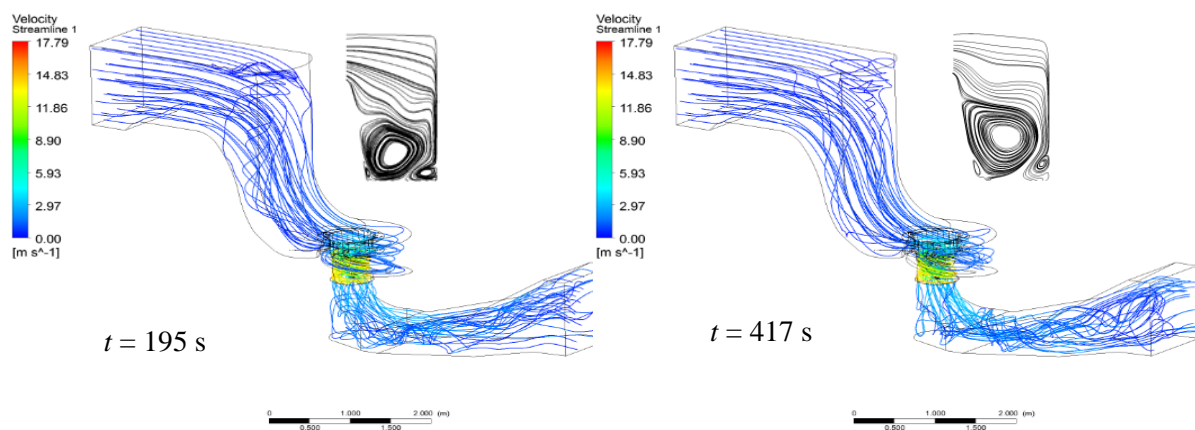 Velocity
Streamline 1
17.79
14.83
11.86
8.90
5.93
2.97
0.00
[m s^-1]
t = 195 s
0 1.000 2.000 (m)
0.500 1.500
Velocity
Streamline 1
17.79
14.83
11.86
8.90
5.93
2.97
0.00
[m s^-1]
t = 417 s
0 1.000 2.000 (m)
0.500 1.500